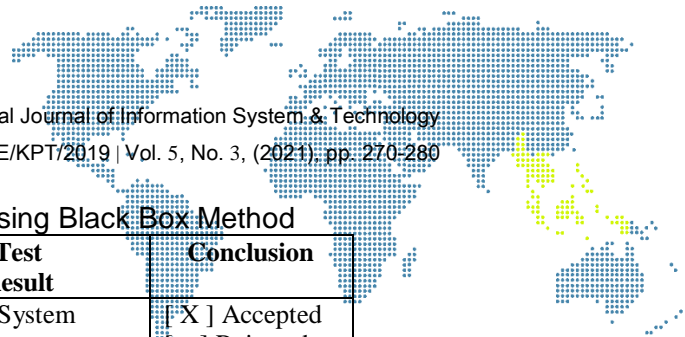 al Journal of Information System & Technology
E/KPT/2019 | Vol. 5, No. 3, (2021), pp. 270-280
sing Black Box Method
Test Conclusion
esult
System [ X ] Accepted